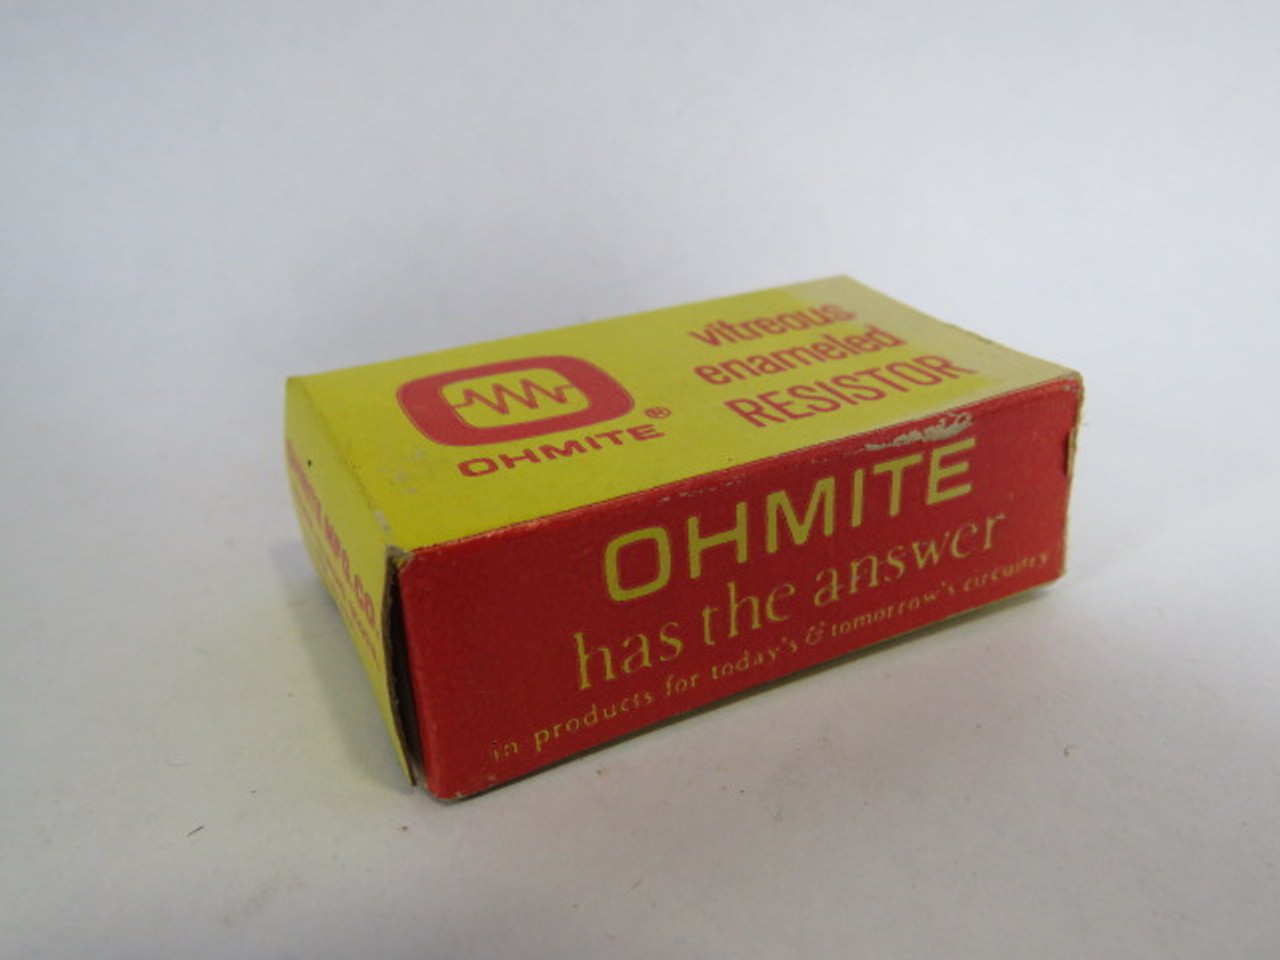 OHMITE®
vitreous
enameled
RESISTOR
OHMITE
has the answer
in products for today's & tomorrow's circuitry